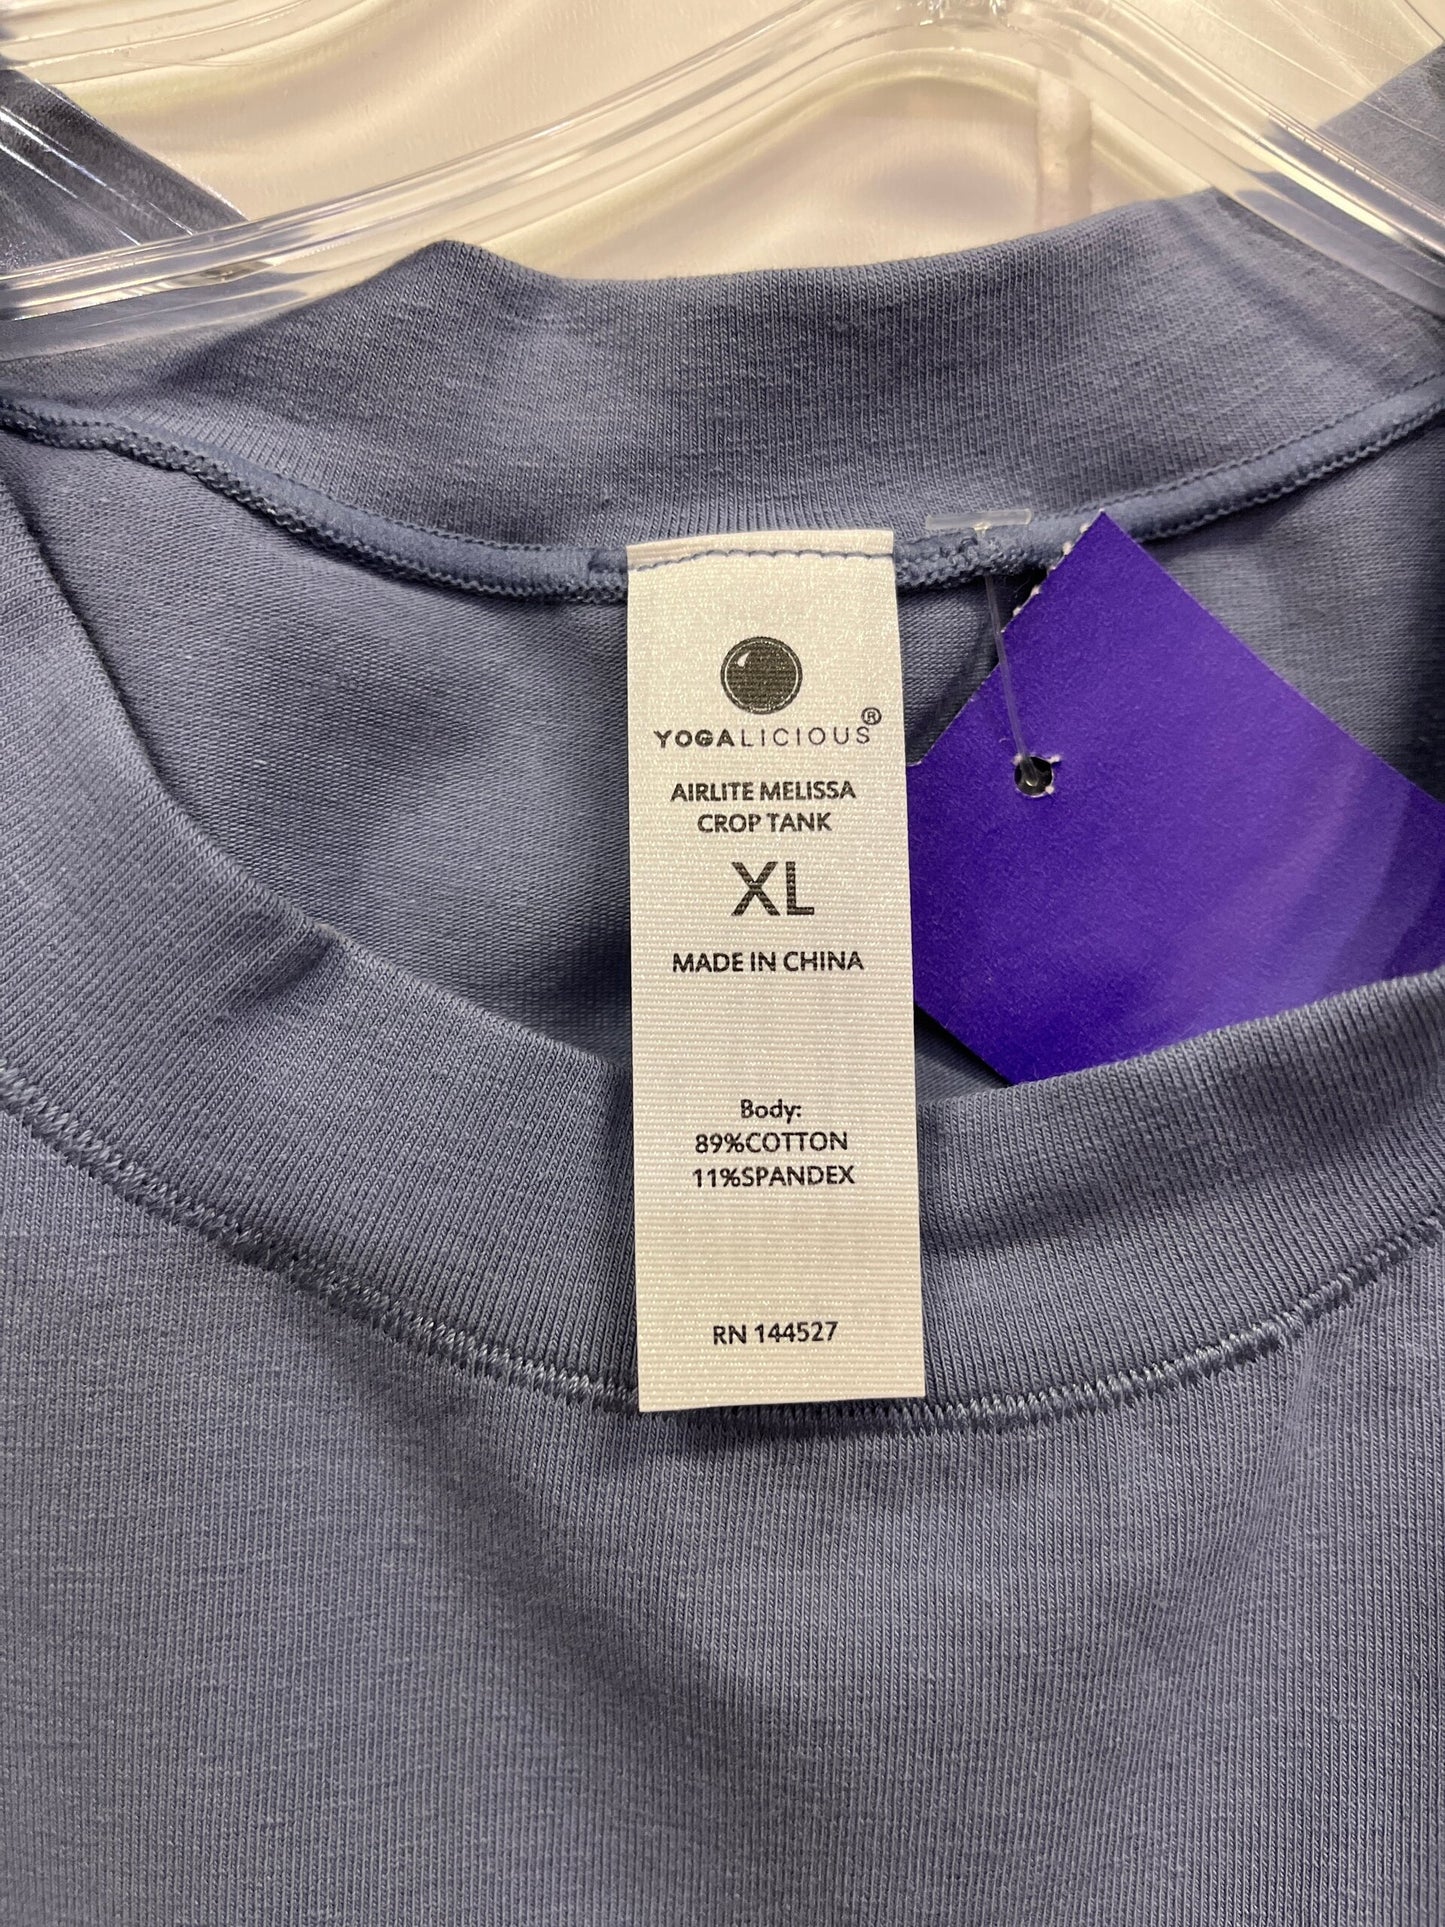 YOGALICIOUS®
AIRLITE MELISSA
CROP TANK
XL
MADE IN CHINA
Body:
89%COTTON
11%SPANDEX
RN 144527